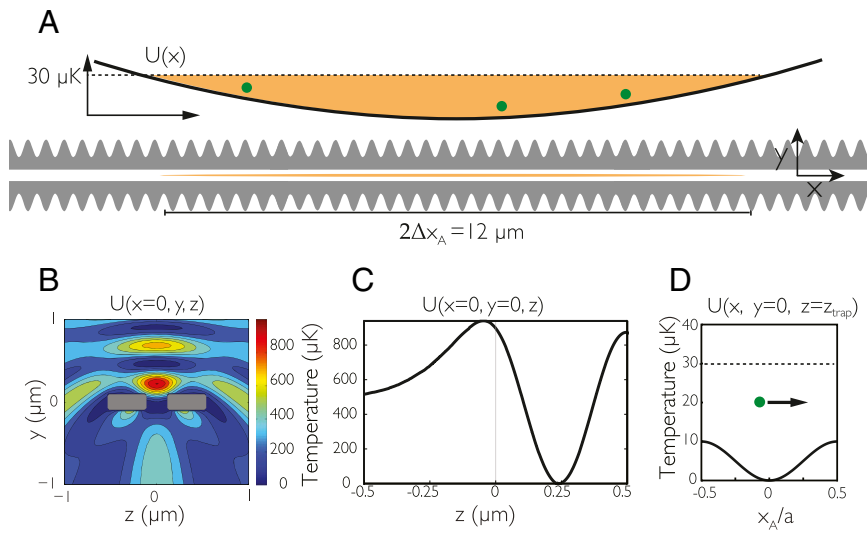 A
U(x)
30 µK
y
x
2Δx_A = 12 µm
B
U(x=0, y, z)
1
0
−1
y (µm)
−1
0
1
z (µm)
800
600
400
200
0
C
U(x=0, y=0, z)
Temperature (µK)
800
600
400
200
0
-0.5
-0.25
0
0.25
0.5
z (µm)
D
U(x, y=0, z=z_trap)
Temperature (µK)
40
30
20
10
0
-0.5
0
0.5
x_A/a